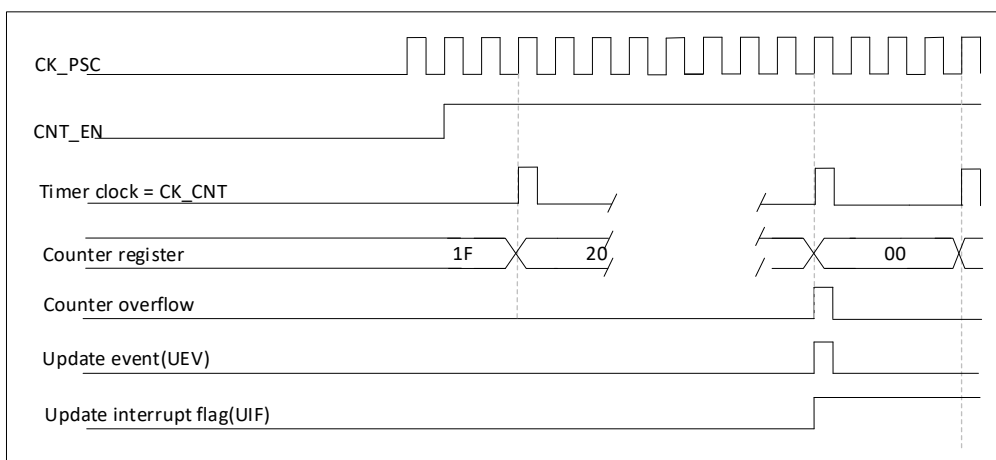 CK_PSC
CNT_EN
Timer clock = CK_CNT
Counter register 1F 20 00
Counter overflow
Update event(UEV)
Update interrupt flag(UIF)